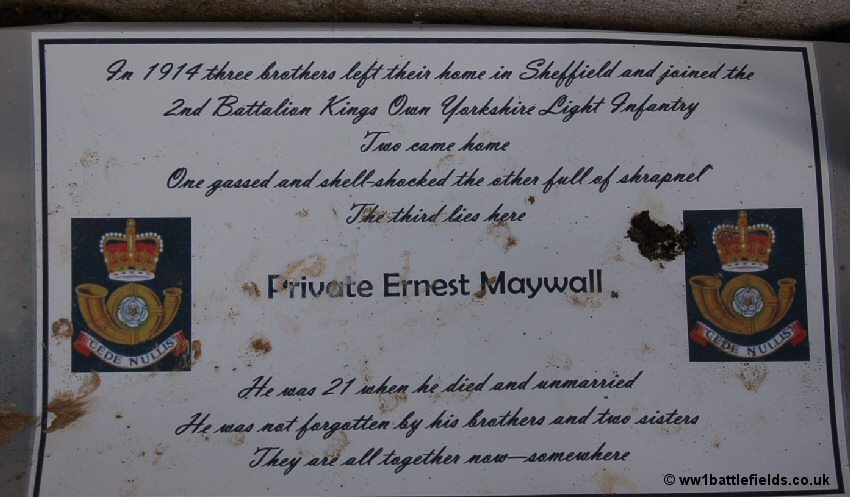 In 1914 three brothers left their home in Sheffield and joined the
2nd Battalion Kings Own Yorkshire Light Infantry
Two came home
One gassed and shell-shocked the other full of shrapnel
The third lies here
Private Ernest Maywall
CEDE NULLIS
CEDE NULLIS
He was 21 when he died and unmarried
He was not forgotten by his brothers and two sisters
They are all together now—somewhere
© ww1battlefields.co.uk